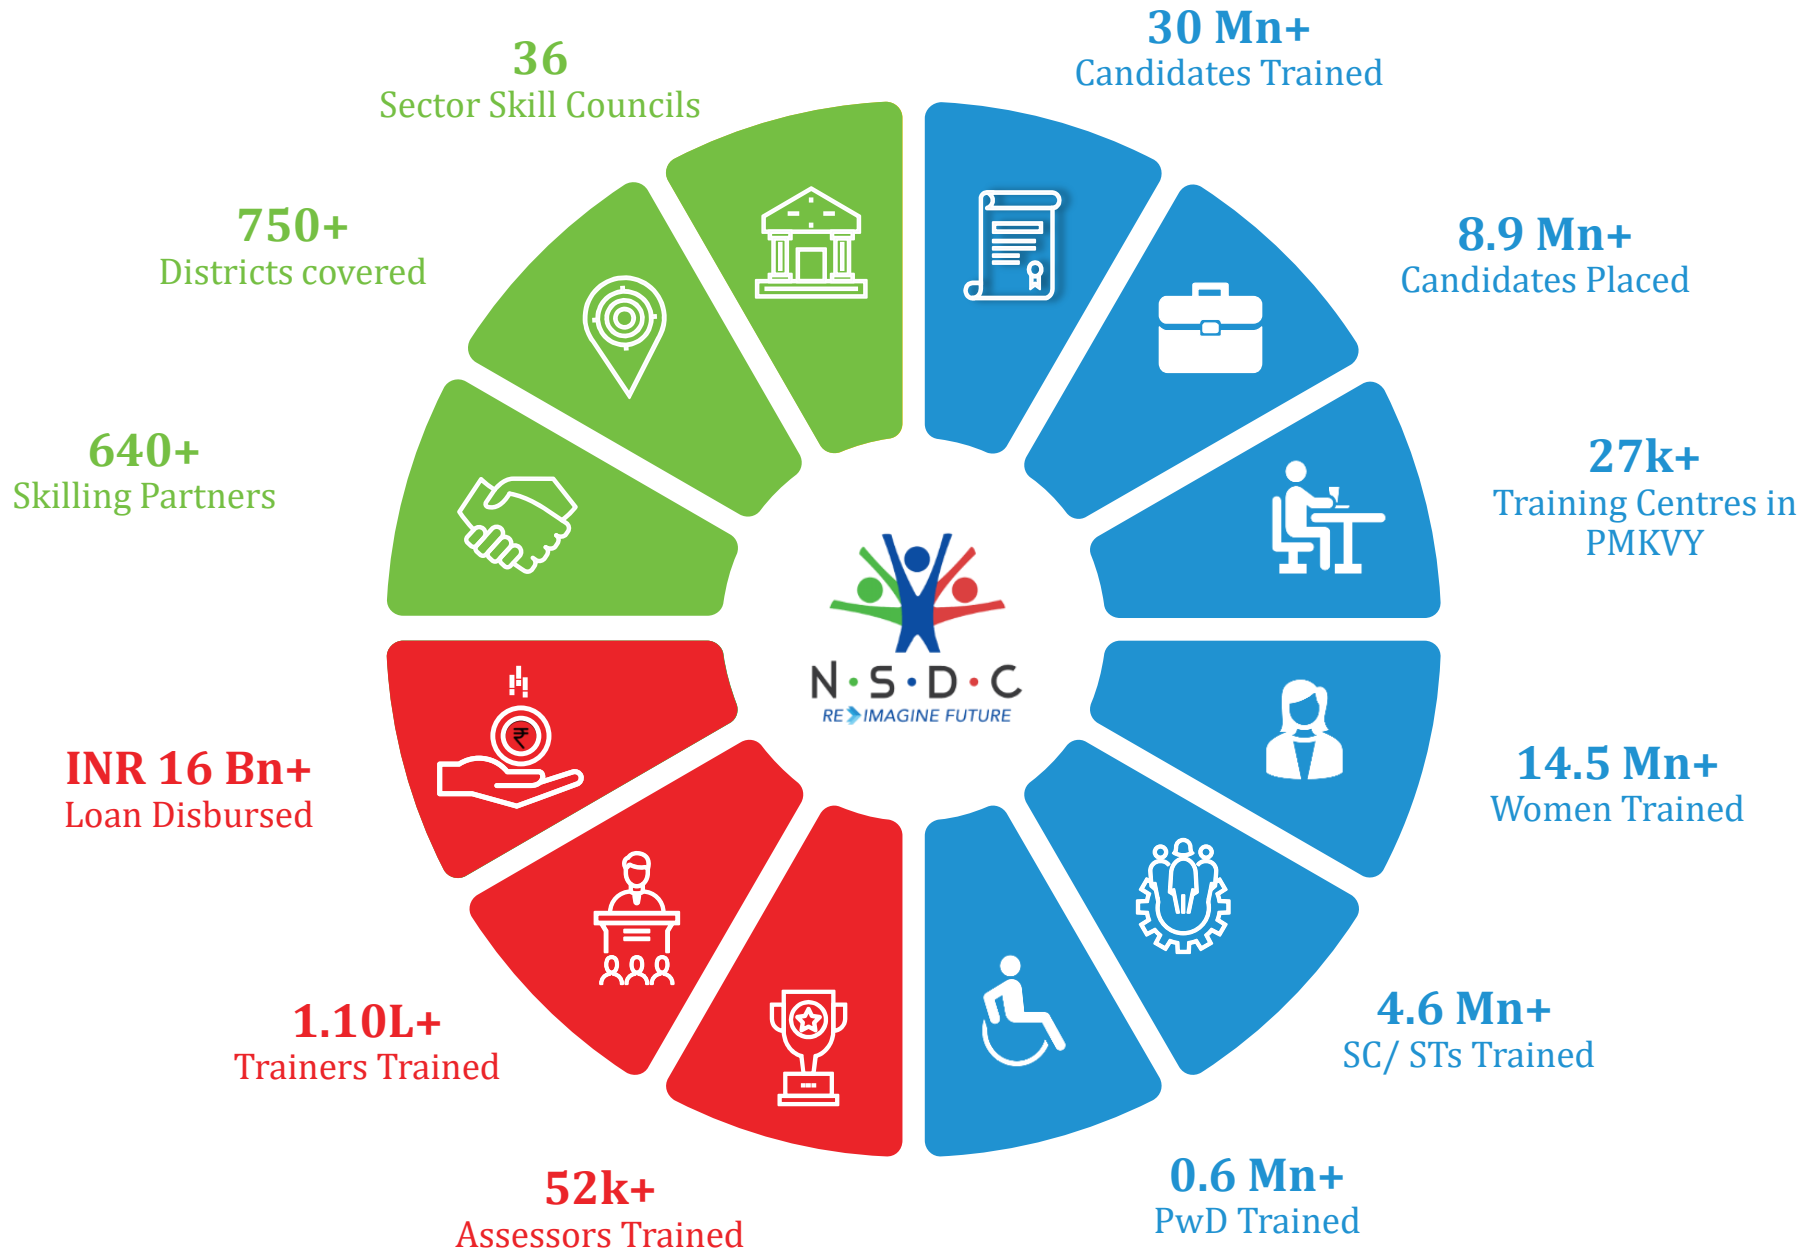 30 Mn+
Candidates Trained
8.9 Mn+
Candidates Placed
27k+
Training Centres in
PMKVY
14.5 Mn+
Women Trained
4.6 Mn+
SC/ STs Trained
0.6 Mn+
PwD Trained
52k+
Assessors Trained
1.10L+
Trainers Trained
INR 16 Bn+
Loan Disbursed
₹
640+
Skilling Partners
750+
Districts covered
36
Sector Skill Councils
N·S·D·C
RE IMAGINE FUTURE